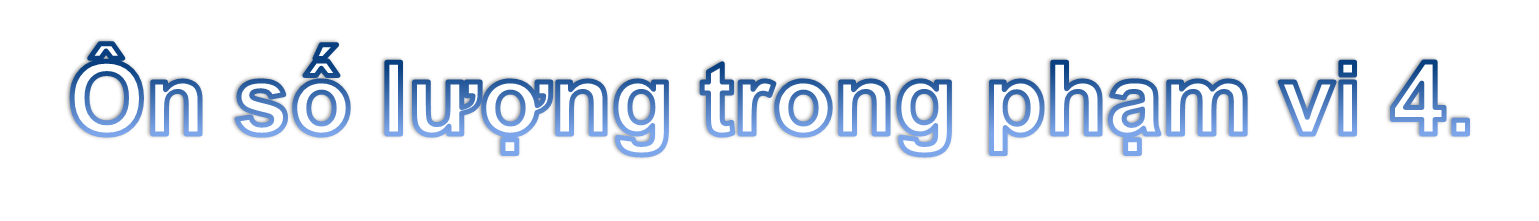 Ôn số lượng trong phạm vi 4.